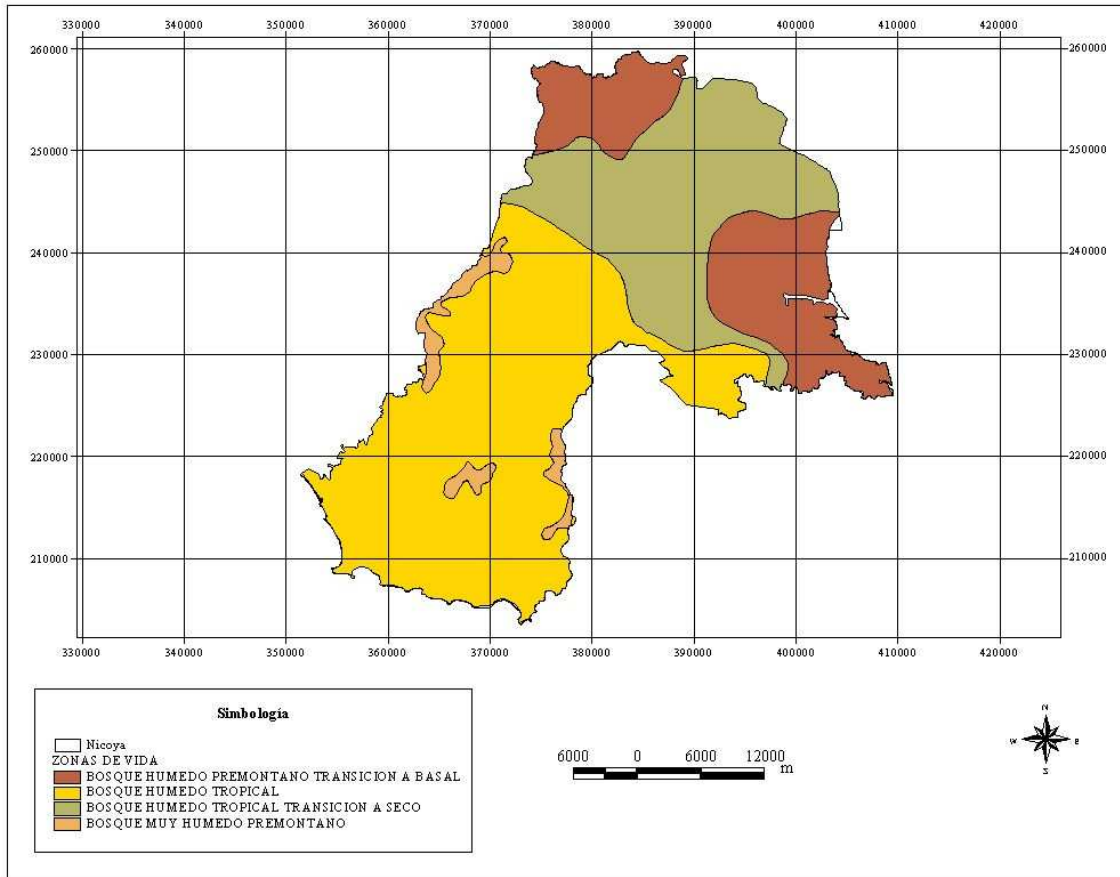 330000 340000 350000 360000 370000 380000 390000 400000 410000 420000
260000 260000
250000 250000
240000 240000
230000 230000
220000 220000
210000 210000
330000 340000 350000 360000 370000 380000 390000 400000 410000 420000
Simbología
Nicoya
ZONAS DE VIDA
BOSQUE HUMEDO PREMONTANO TRANSICION A BASAL
BOSQUE HUMEDO TROPICAL
BOSQUE HUMEDO TROPICAL TRANSICION A SECO
BOSQUE MUY HUMEDO PREMONTANO
6000 0 6000 12000 m
N
W E
S